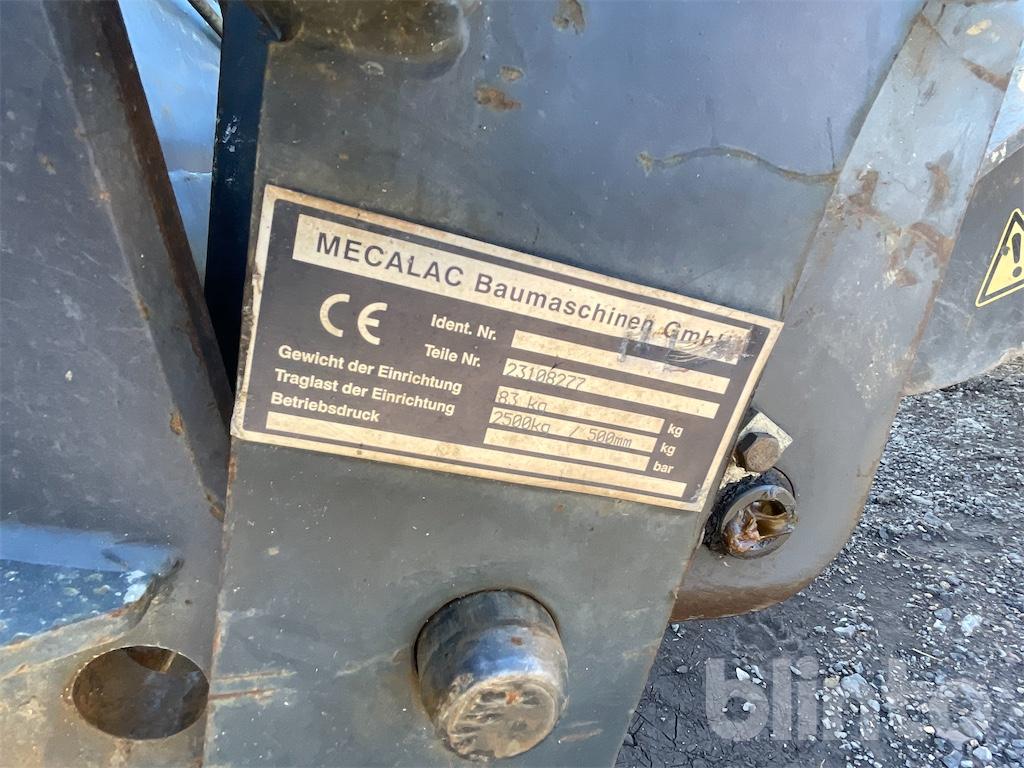 MECALAC Baumaschinen GmbH
CE
Ident. Nr.
Teile Nr. 23108277
Gewicht der Einrichtung 83 kg kg
Traglast der Einrichtung 2500kg / 500mm kg
Betriebsdruck bar
blinto